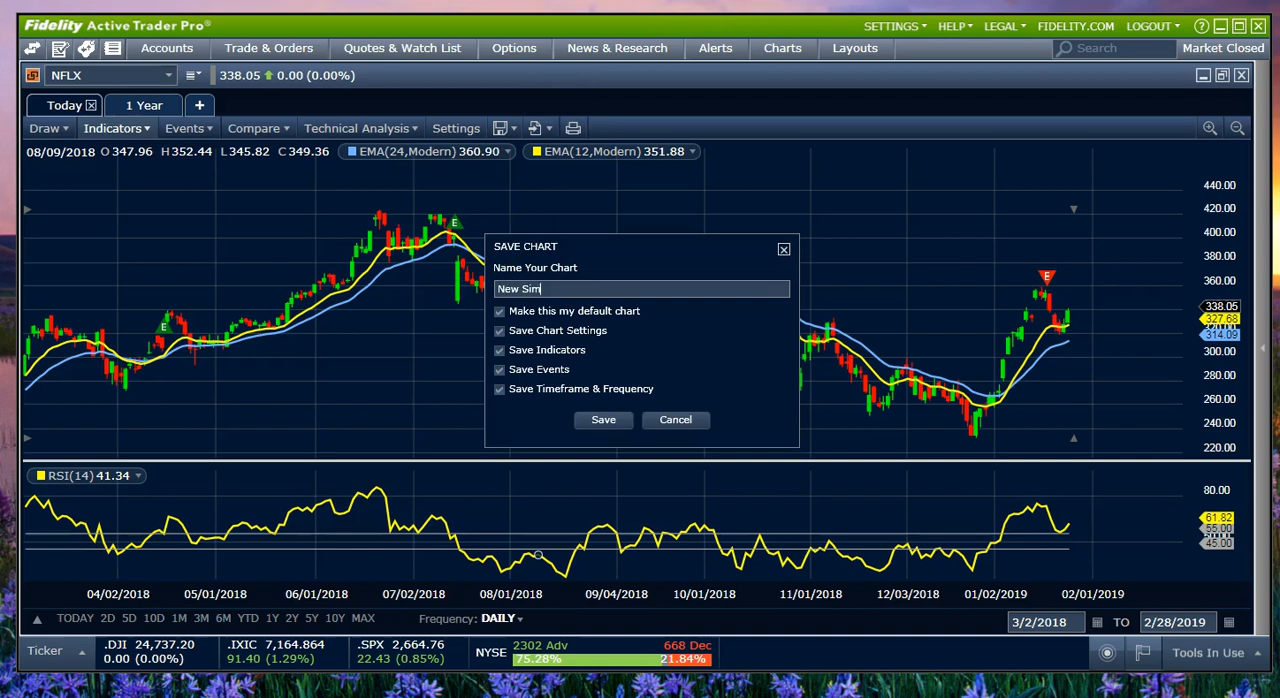 Fidelity Active Trader Pro® SETTINGS HELP LEGAL FIDELITY.COM LOGOUT ?
Accounts Trade & Orders Quotes & Watch List Options News & Research Alerts Charts Layouts Search Market Closed
NFLX 338.05 0.00 (0.00%)
Today 1 Year +
Draw Indicators Events Compare Technical Analysis Settings
08/09/2018 O 347.96 H 352.44 L 345.82 C 349.36 EMA(24,Modern) 360.90 EMA(12,Modern) 351.88
440.00
420.00
400.00
380.00
360.00
338.05
327.68
314.09
300.00
280.00
260.00
240.00
220.00
E
E
E
SAVE CHART
Name Your Chart
New Sim
Make this my default chart
Save Chart Settings
Save Indicators
Save Events
Save Timeframe & Frequency
Save Cancel
RSI(14) 41.34
80.00
61.82
55.00
45.00
04/02/2018 05/01/2018 06/01/2018 07/02/2018 08/01/2018 09/04/2018 10/01/2018 11/01/2018 12/03/2018 01/02/2019 02/01/2019
TODAY 2D 5D 10D 1M 3M 6M YTD 1Y 2Y 5Y 10Y MAX Frequency: DAILY 3/2/2018 TO 2/28/2019
Ticker .DJI 24,737.20 .IXIC 7,164.864 .SPX 2,664.76 NYSE 2302 Adv 668 Dec Tools In Use
0.00 (0.00%) 91.40 (1.29%) 22.43 (0.85%) 75.28% 21.84%